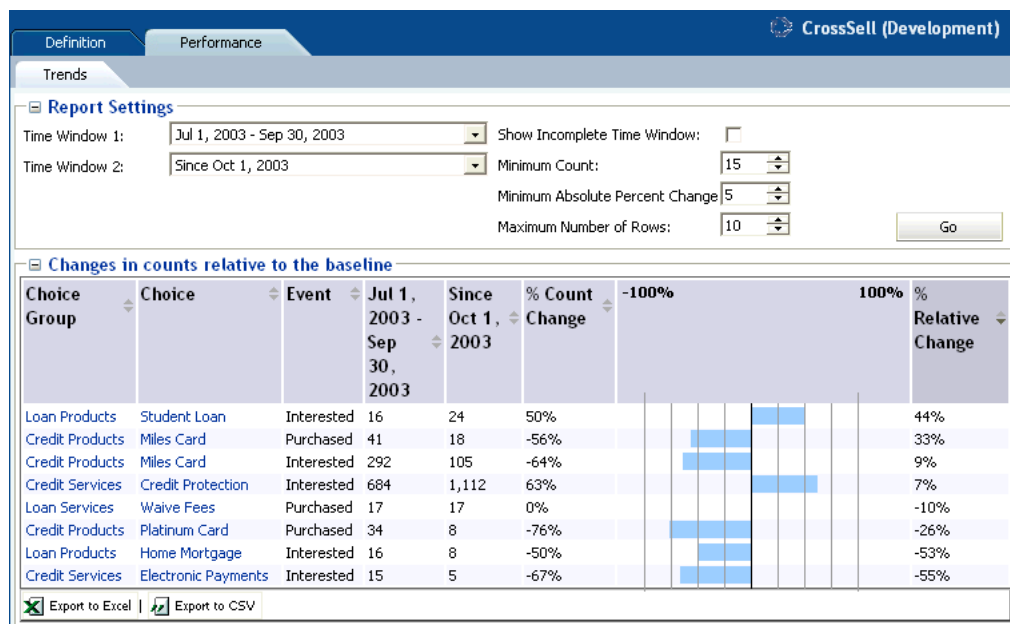 CrossSell (Development)
Definition Performance
Trends
Report Settings
Time Window 1: Jul 1, 2003 - Sep 30, 2003 Show Incomplete Time Window:
Time Window 2: Since Oct 1, 2003 Minimum Count: 15
Minimum Absolute Percent Change 5
Maximum Number of Rows: 10 Go
Changes in counts relative to the baseline
Choice Group Choice Event Jul 1, 2003 - Sep 30, 2003 Since Oct 1, 2003 % Count Change -100% 100% % Relative Change
Loan Products Student Loan Interested 16 24 50% 44%
Credit Products Miles Card Purchased 41 18 -56% 33%
Credit Products Miles Card Interested 292 105 -64% 9%
Credit Services Credit Protection Interested 684 1,112 63% 7%
Loan Services Waive Fees Purchased 17 17 0% -10%
Credit Products Platinum Card Purchased 34 8 -76% -26%
Loan Products Home Mortgage Interested 16 8 -50% -53%
Credit Services Electronic Payments Interested 15 5 -67% -55%
Export to Excel | Export to CSV